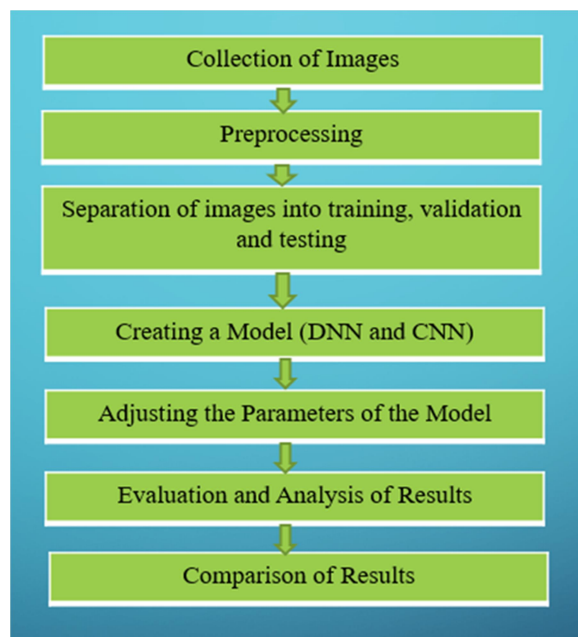 Collection of Images
Preprocessing
Separation of images into training, validation
and testing
Creating a Model (DNN and CNN)
Adjusting the Parameters of the Model
Evaluation and Analysis of Results
Comparison of Results